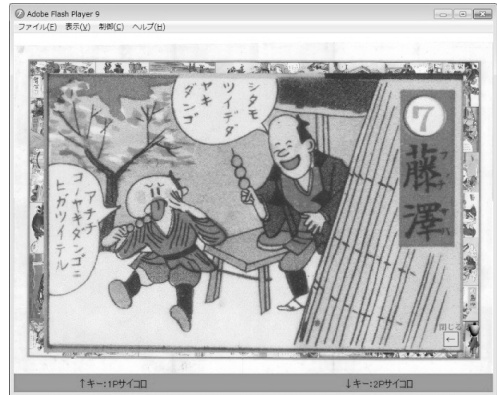 Adobe Flash Player 9
ファイル(F) 表示(V) 制御(C) ヘルプ(H)
7
藤澤
ツイデダ
ヤキ
ダンゴ
アチチ
コノヤキダンゴニ
ヒガツイテル
閉じる
←
↑キー:1Pサイコロ ↓キー:2Pサイコロ